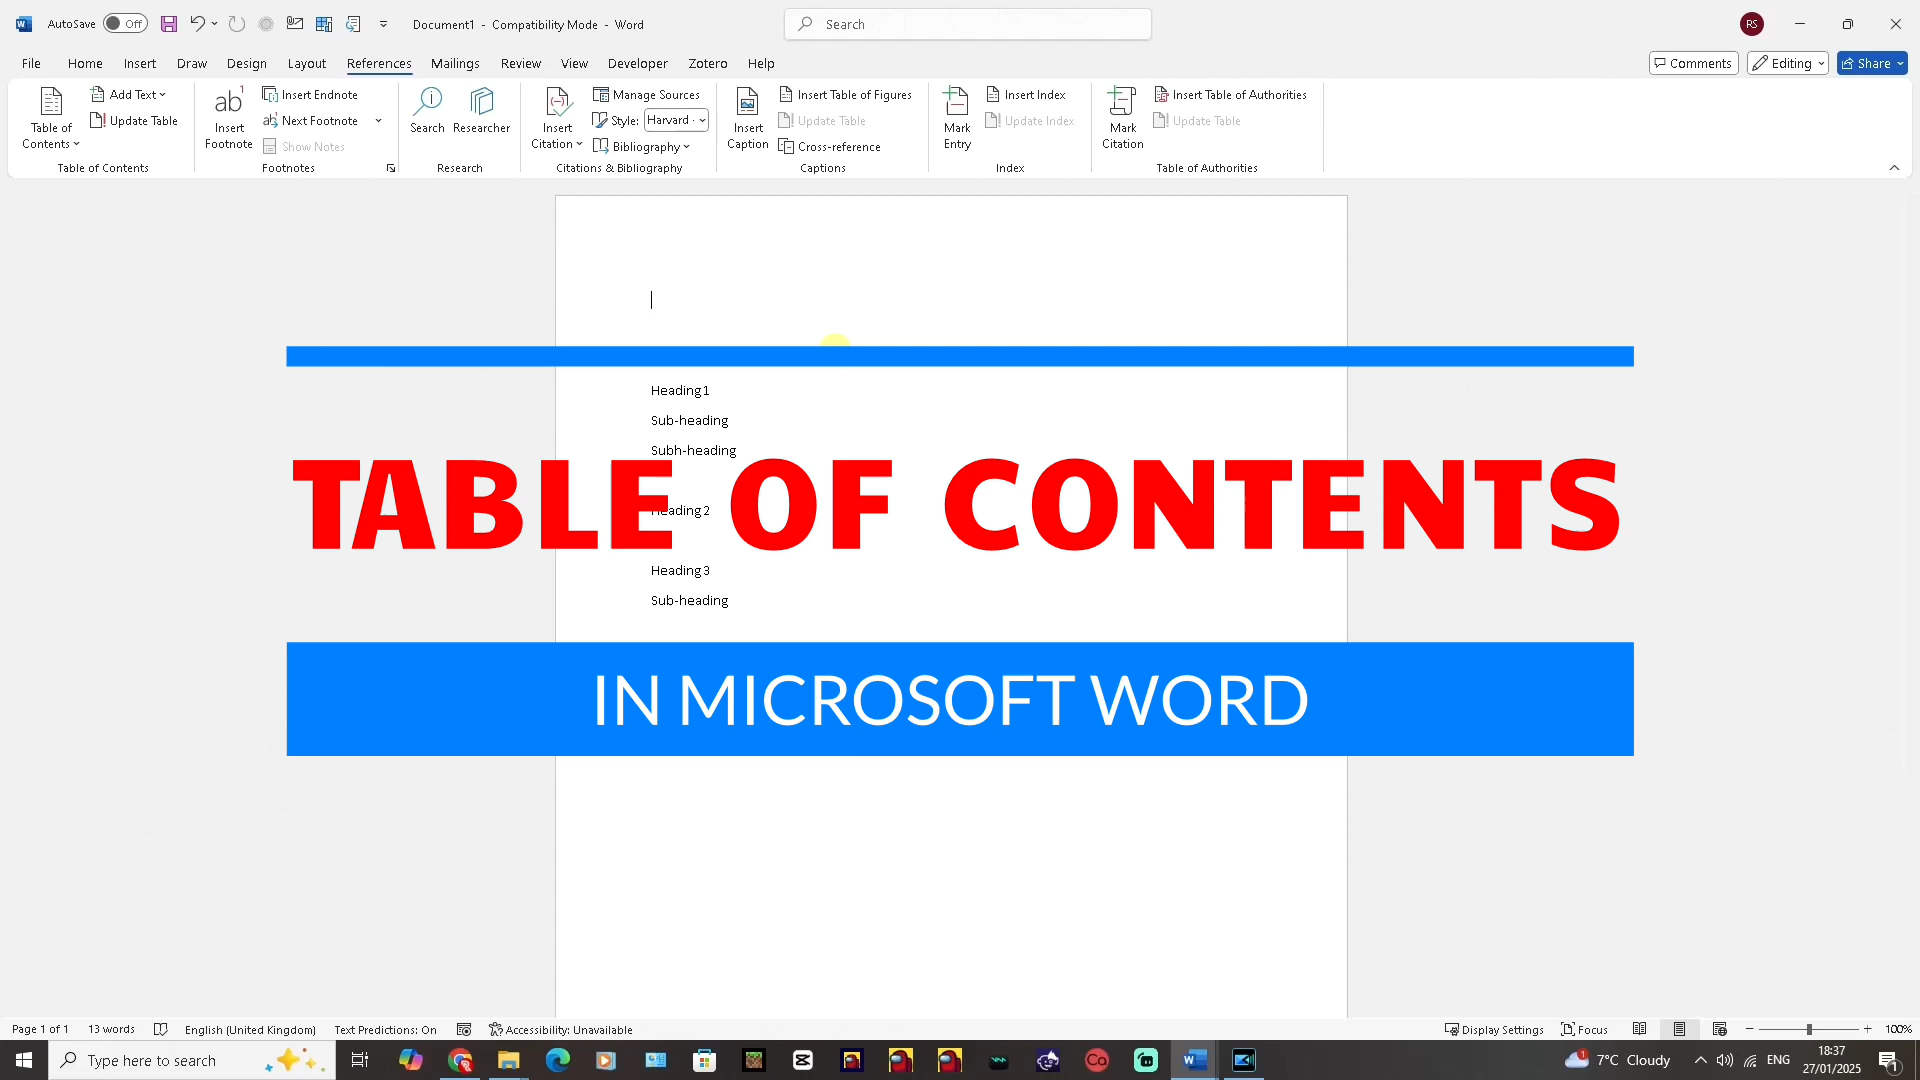 AutoSave Off Document1 - Compatibility Mode - Word Search RS
File Home Insert Draw Design Layout References Mailings Review View Developer Zotero Help Comments Editing Share
Table of Contents
Add Text
Update Table
Table of Contents
ab 1
Insert Footnote
Insert Endnote
Next Footnote
Show Notes
Footnotes
Search
Researcher
Research
Insert Citation
Manage Sources
Style: Harvard
Bibliography
Citations & Bibliography
Insert Caption
Insert Table of Figures
Update Table
Cross-reference
Captions
Mark Entry
Insert Index
Update Index
Index
Mark Citation
Insert Table of Authorities
Update Table
Table of Authorities
Heading 1
Sub-heading
Subh-heading
Heading 2
TABLE OF CONTENTS
Heading 3
Sub-heading
IN MICROSOFT WORD
Page 1 of 1 13 words English (United Kingdom) Text Predictions: On Accessibility: Unavailable Display Settings Focus 100%
Type here to search 7°C Cloudy ENG 18:37
27/01/2025